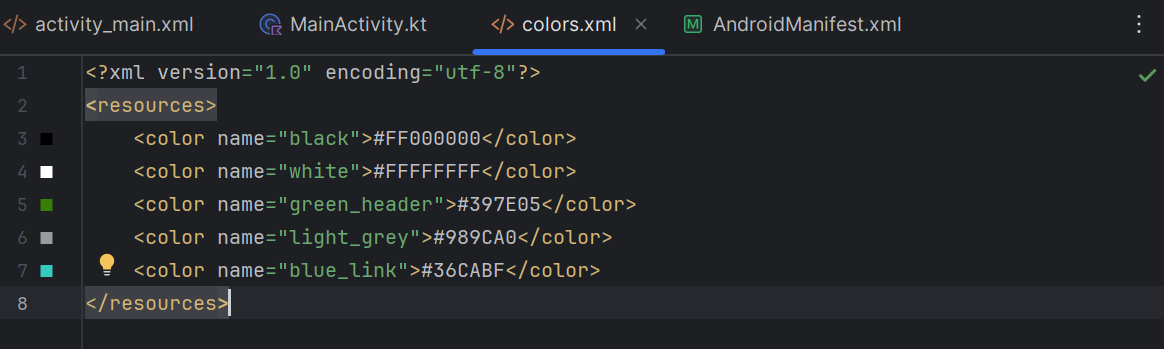 activity_main.xml MainActivity.kt colors.xml AndroidManifest.xml
1 <?xml version="1.0" encoding="utf-8"?>
2 <resources>
3 <color name="black">#FF000000</color>
4 <color name="white">#FFFFFFFF</color>
5 <color name="green_header">#397E05</color>
6 <color name="light_grey">#989CA0</color>
7 <color name="blue_link">#36CABF</color>
8 </resources>